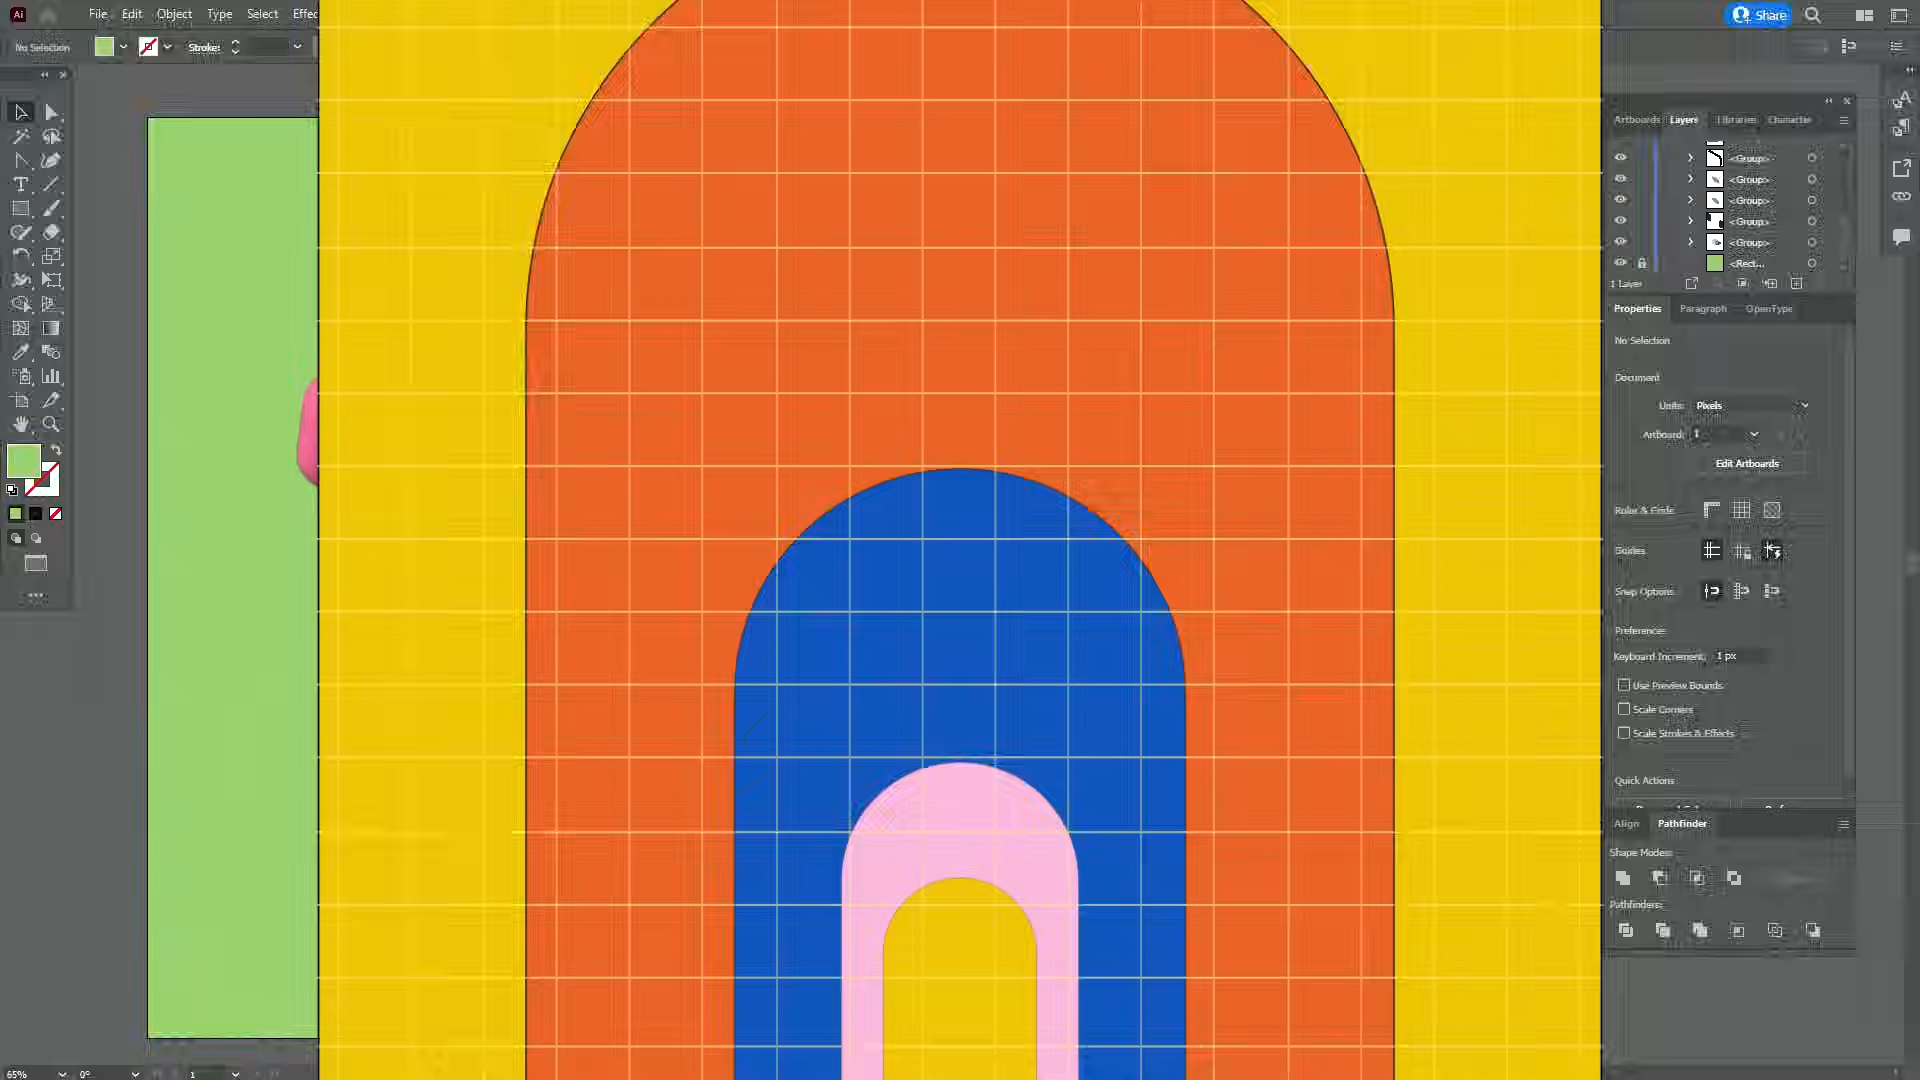 Ai File Edit Object Type Select Effec Share
No Selection Stroke:
Artboards Layers Libraries Character
<Group>
<Group>
<Group>
<Group>
<Group>
<Rect...
1 Layer
Properties Paragraph OpenType
No Selection
Document
Units: Pixels
Artboard: 1
Edit Artboards
Ruler & Grids
Guides
Snap Options
Preferences
Keyboard Increment: 1 px
Use Preview Bounds
Scale Corners
Scale Strokes & Effects
Quick Actions
Align Pathfinder
Shape Modes:
Pathfinders:
65% 0° 1